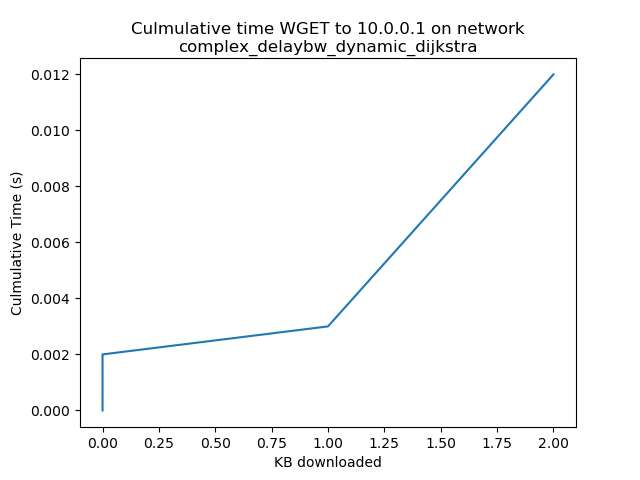 Culmulative time WGET to 10.0.0.1 on network
complex_delaybw_dynamic_dijkstra
0.012
0.010
0.008
0.006
0.004
0.002
0.000
Culmulative Time (s)
0.00 0.25 0.50 0.75 1.00 1.25 1.50 1.75 2.00
KB downloaded